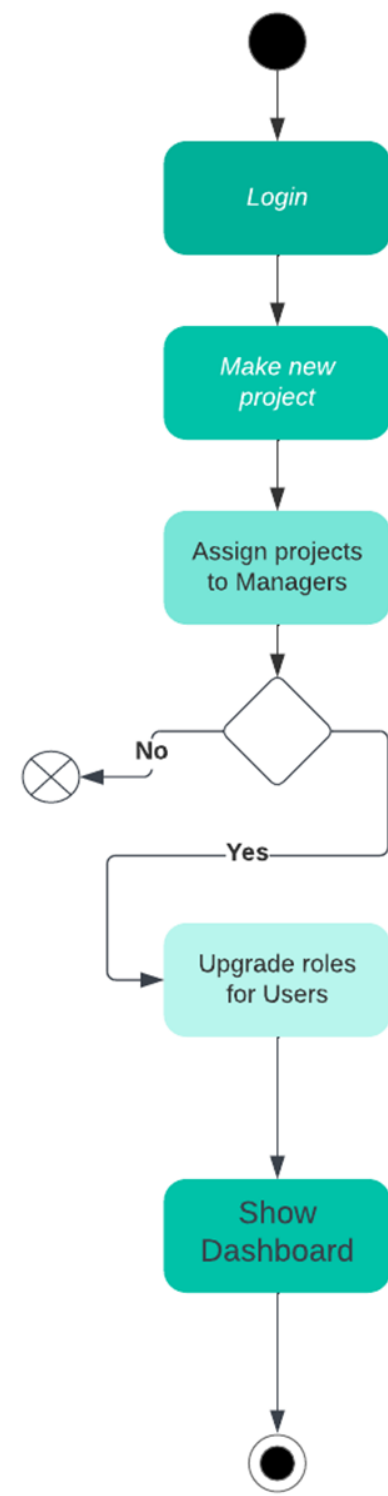 Login
Make new
project
Assign projects
to Managers
No
Yes
Upgrade roles
for Users
Show
Dashboard